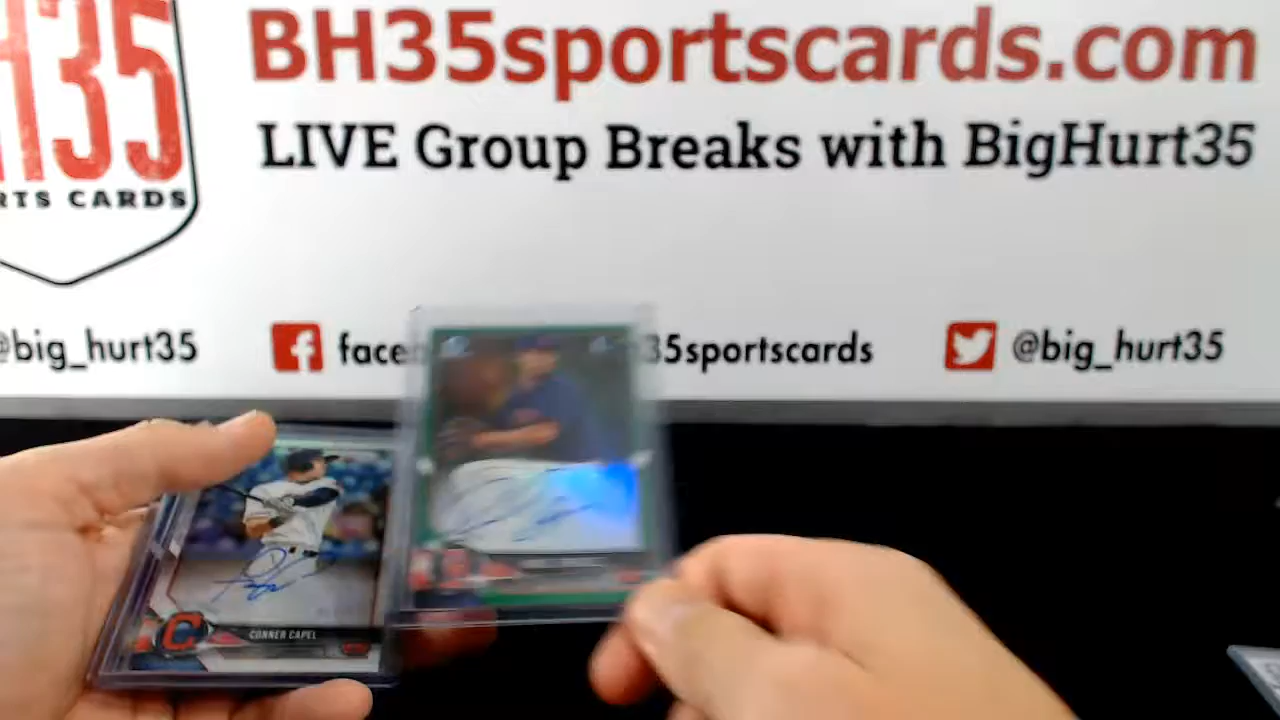 BH35sportscards.com
LIVE Group Breaks with BigHurt35
H35
RTS CARDS
@big_hurt35
face 35sportscards
@big_hurt35
C
CONNER CAPEL